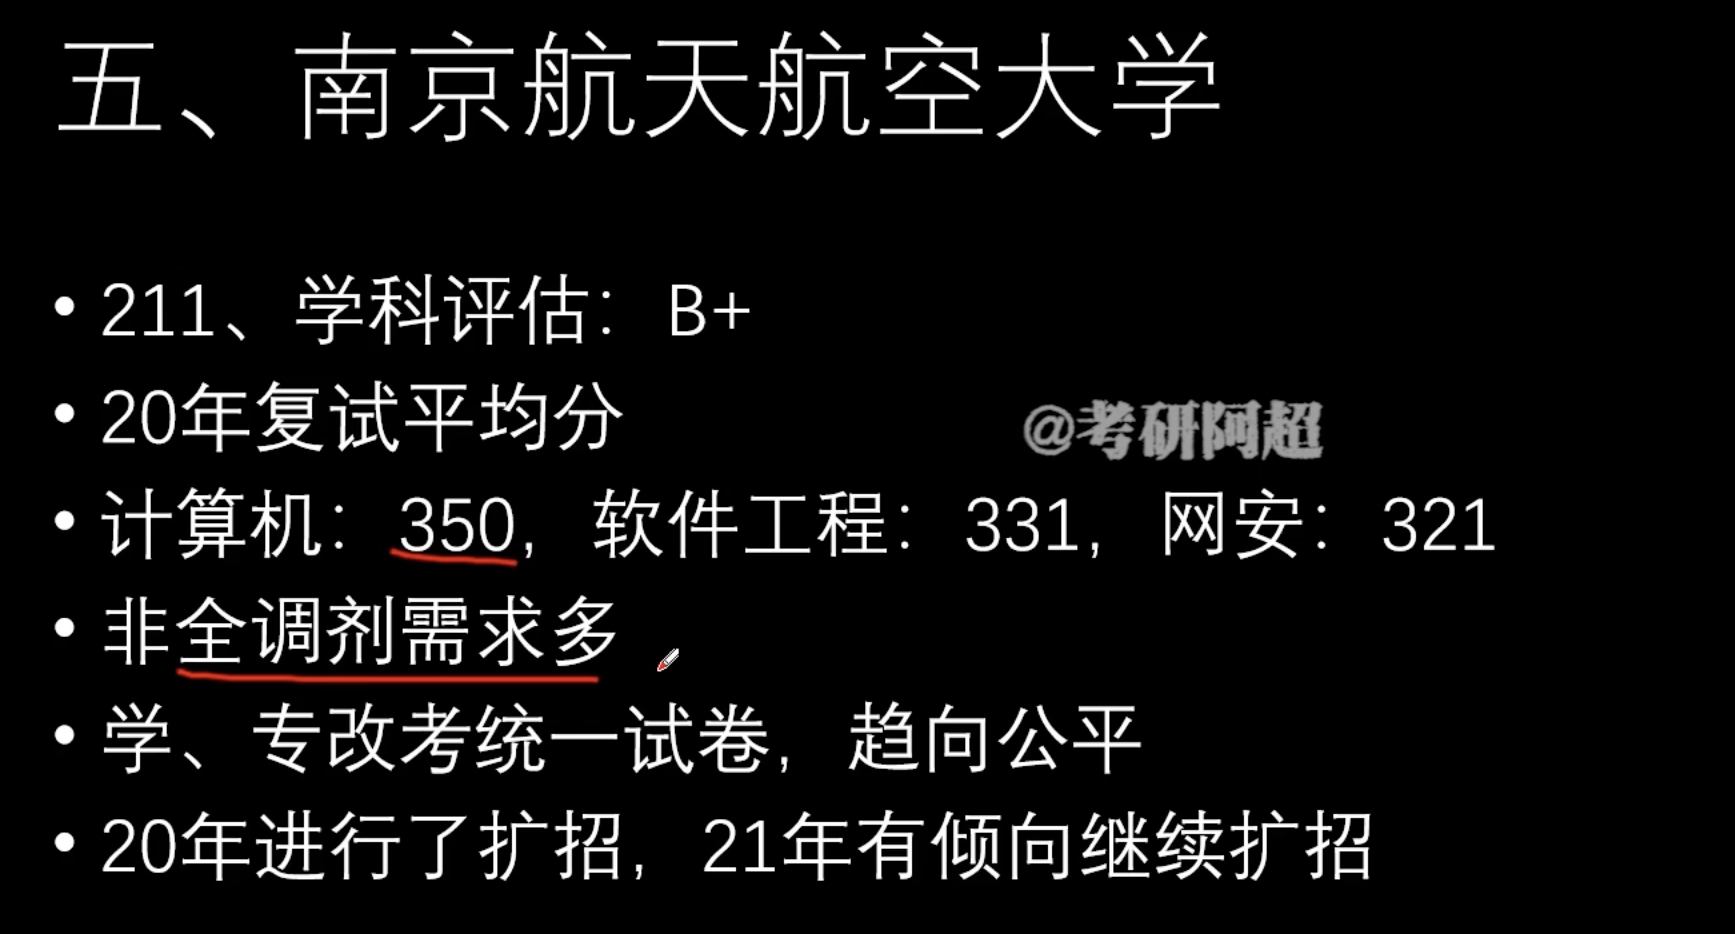 五、南京航天航空大学
• 211、学科评估：B+
• 20年复试平均分
@考研阿超
• 计算机：350，软件工程：331，网安：321
• 非全调剂需求多
• 学、专改考统一试卷，趋向公平
• 20年进行了扩招，21年有倾向继续扩招